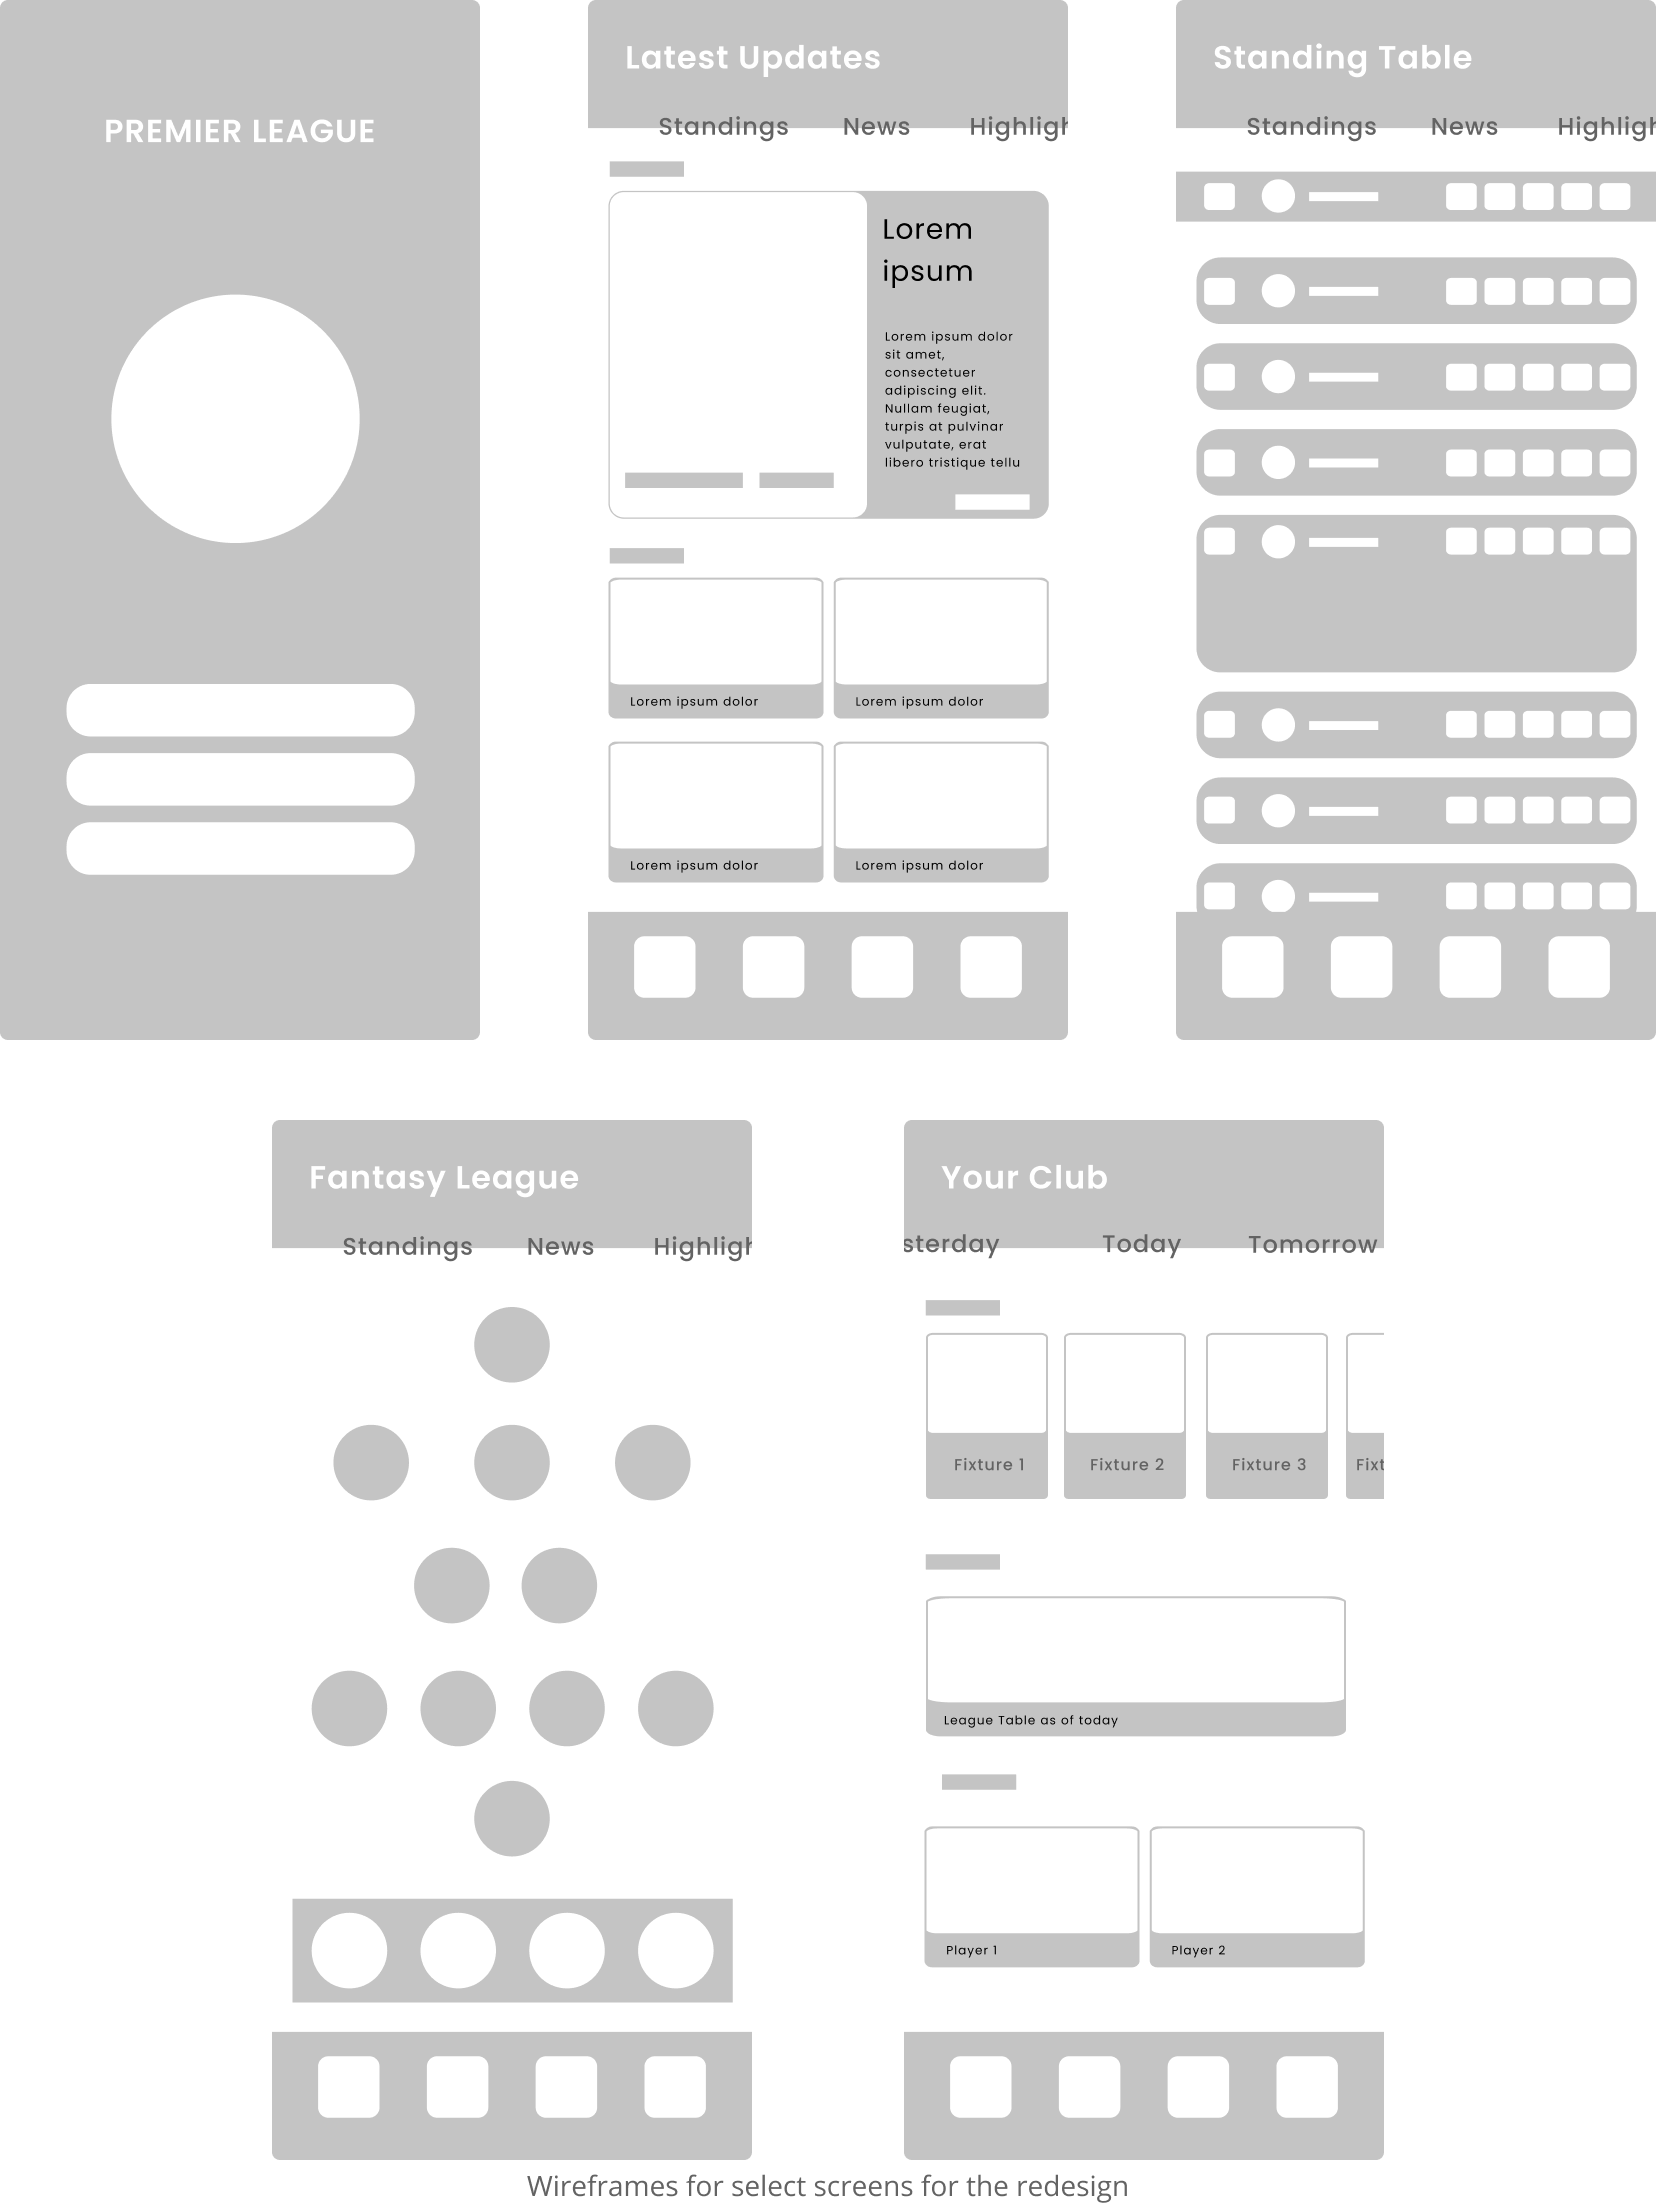 PREMIER LEAGUE
Latest Updates
Standings News Highligh
Lorem
ipsum
Lorem ipsum dolor
sit amet,
consectetuer
adipiscing elit.
Nullam feugiat,
turpis at pulvinar
vulputate, erat
libero tristique tellu
Lorem ipsum dolor
Lorem ipsum dolor
Lorem ipsum dolor
Lorem ipsum dolor
Standing Table
Standings News Highligh
Fantasy League
Standings News Highligh
Your Club
sterday Today Tomorrow
Fixture 1
Fixture 2
Fixture 3
Fixt
League Table as of today
Player 1
Player 2
Wireframes for select screens for the redesign